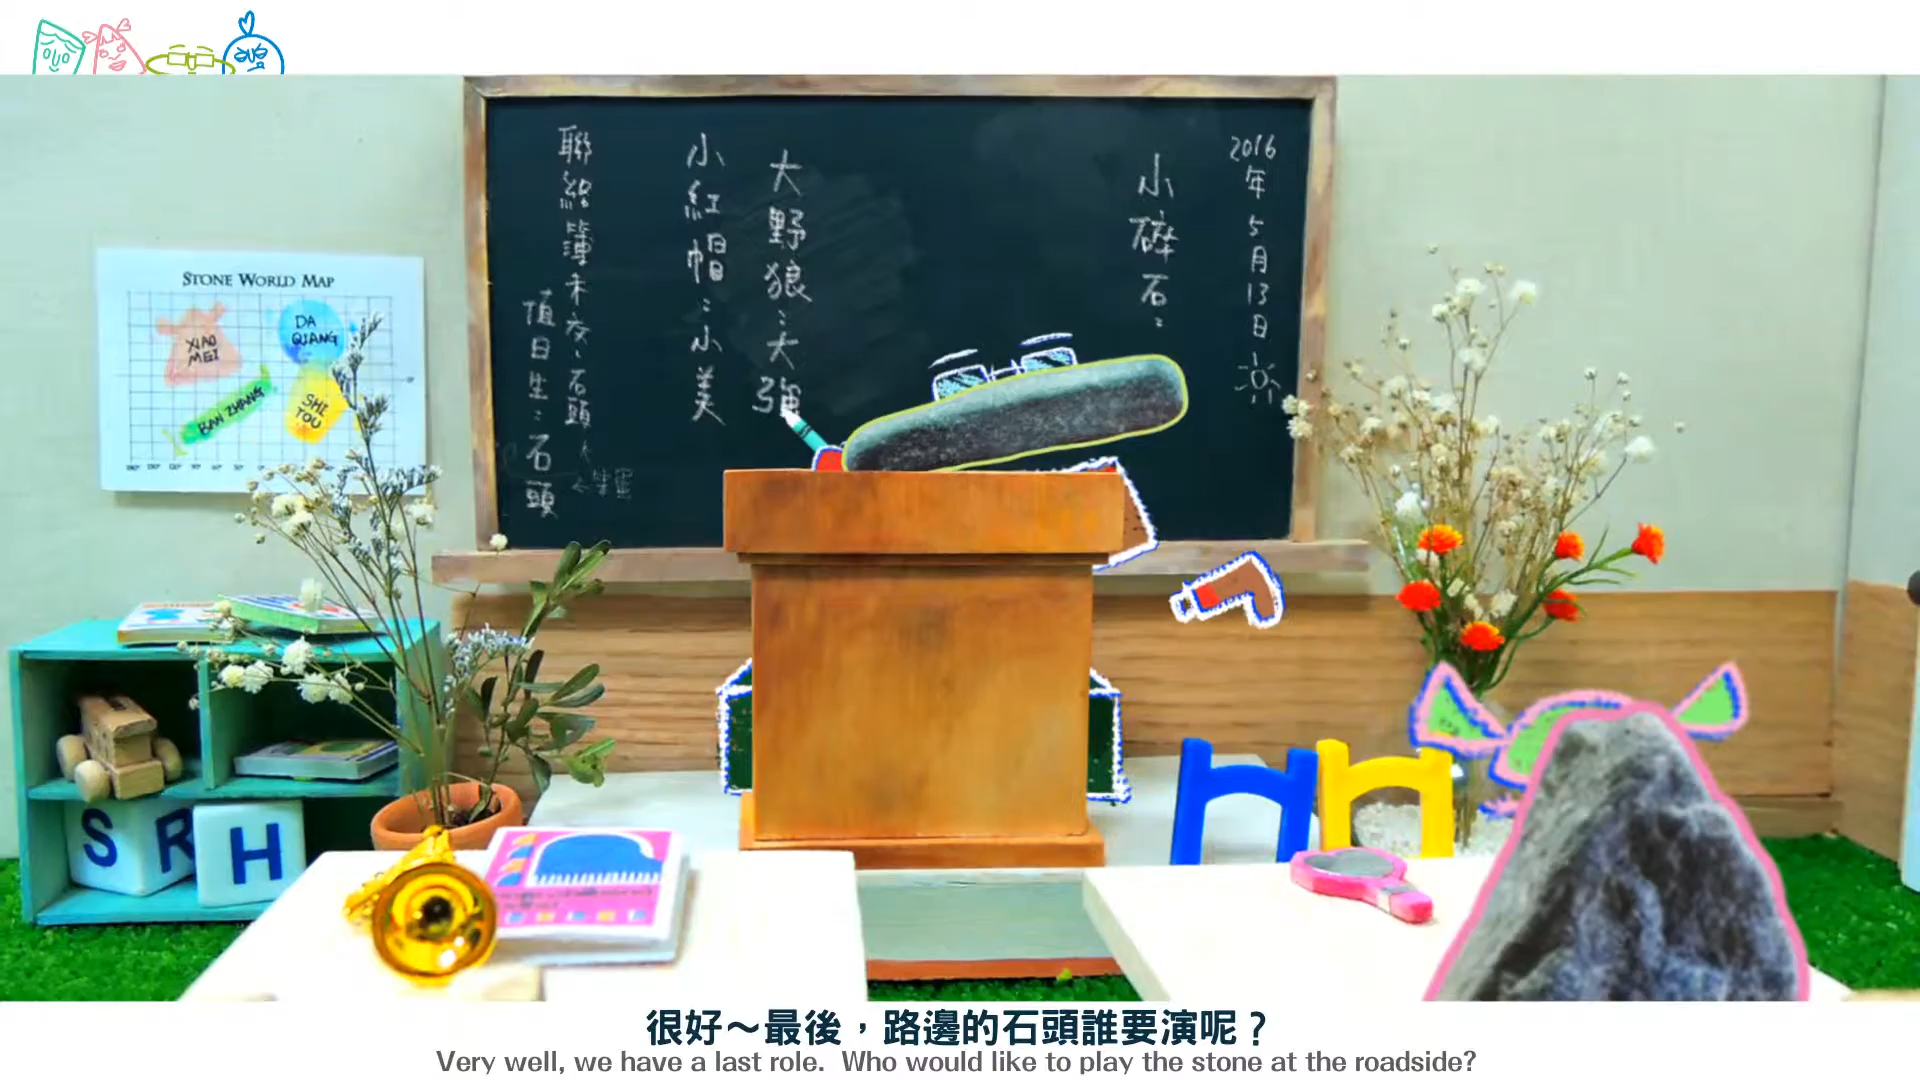 2016年5月13日
小碎石：
大野狼：大強
小紅帽：小美
聯絡簿未交：石頭
值日生：石頭
STONE WORLD MAP
XIAO MEI
DA QIANG
BAN ZHANG
SHI TOU
S R H
很好～最後，路邊的石頭誰要演呢？
Very well, we have a last role. Who would like to play the stone at the roadside?